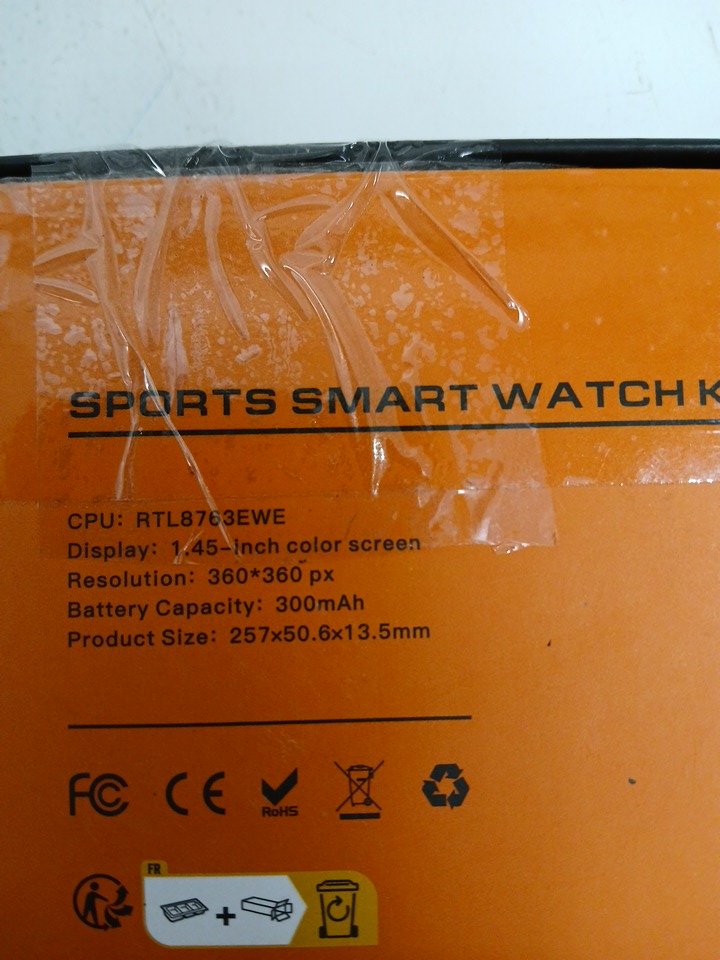 SPORTS SMART WATCH K
CPU: RTL8763EWE
Display: 1.45-inch color screen
Resolution: 360*360 px
Battery Capacity: 300mAh
Product Size: 257x50.6x13.5mm
FC CE RoHS
FR